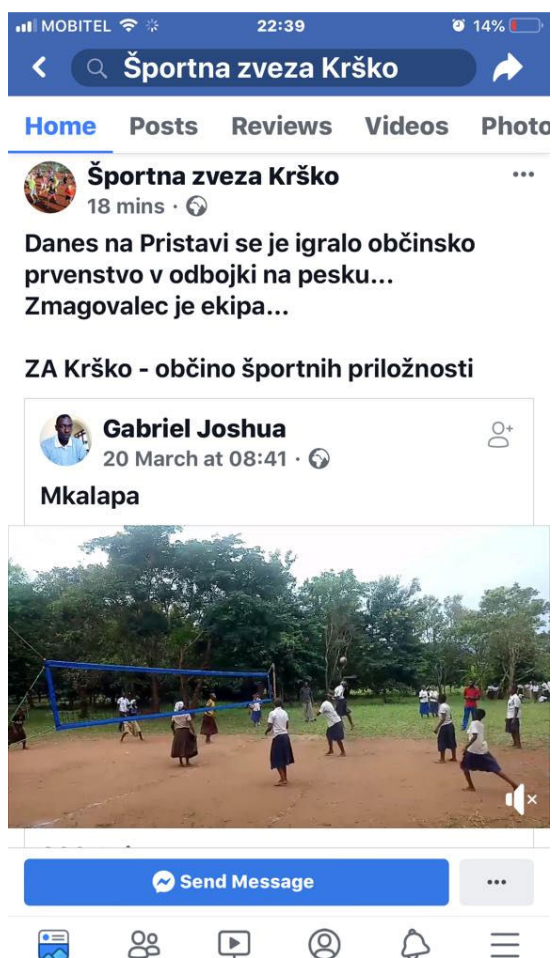 MOBITEL 22:39 14%
Športna zveza Krško
Home Posts Reviews Videos Photo
Športna zveza Krško
18 mins ·
Danes na Pristavi se je igralo občinsko
prvenstvo v odbojki na pesku...
Zmagovalec je ekipa...
ZA Krško - občino športnih priložnosti
Gabriel Joshua
20 March at 08:41 ·
Mkalapa
Send Message